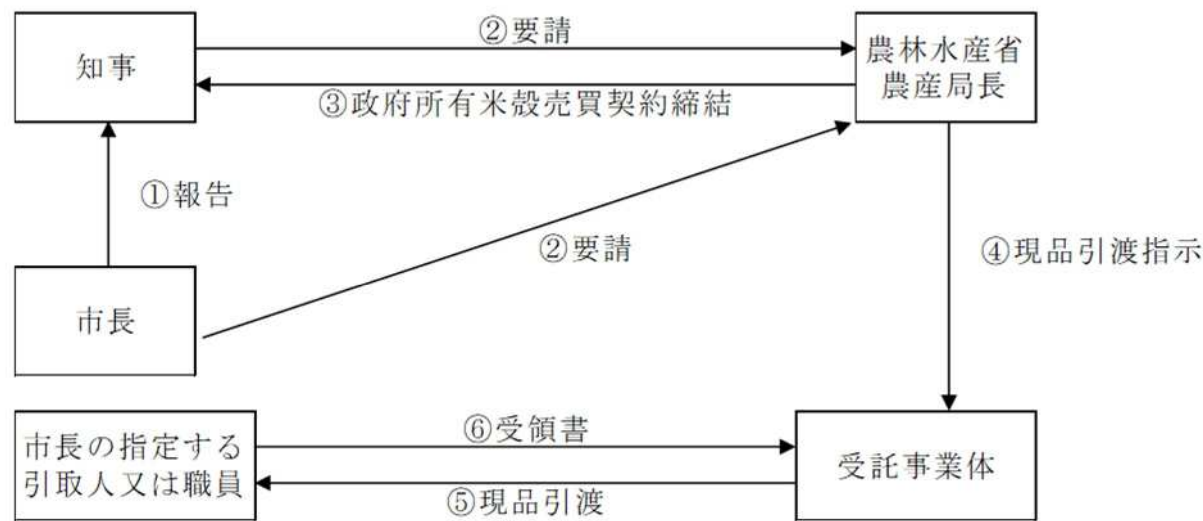 ②要請
知事
農林水産省
農産局長
③政府所有米殻売買契約締結
①報告
②要請
④現品引渡指示
市長
市長の指定する
引取人又は職員
⑥受領書
受託事業体
⑤現品引渡